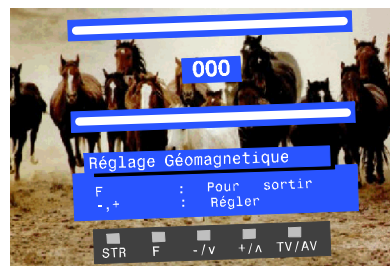 000
Réglage Géomagnetique
F : Pour sortir
-,+ : Régler
STR F -/v +/∧ TV/AV